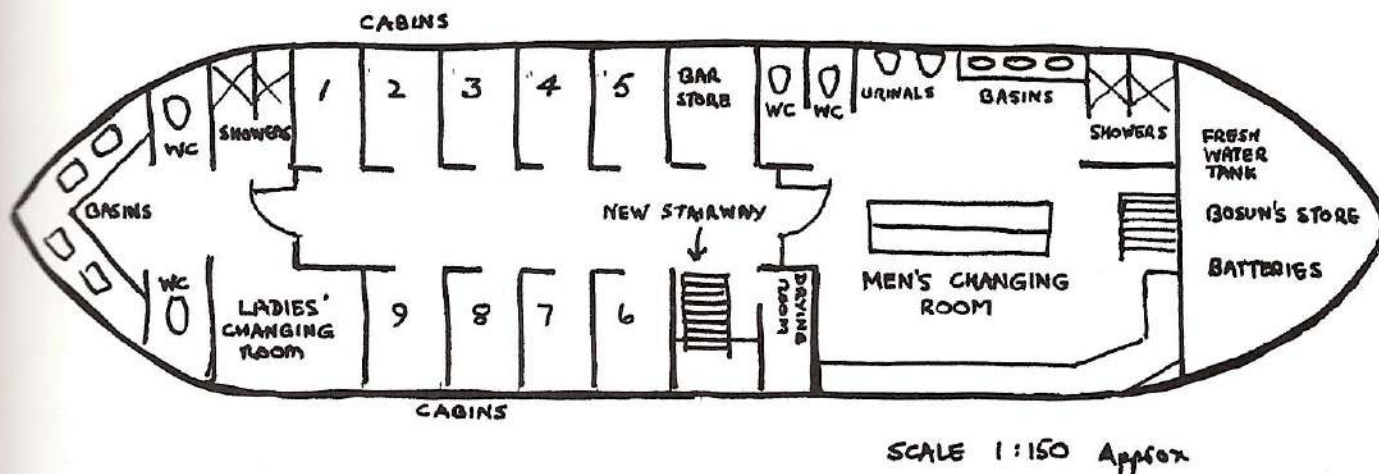 CABINS
WC
SHOWERS
1
2
3
4
5
BAR
STORE
WC
WC
URINALS
BASINS
SHOWERS
FRESH
WATER
TANK
BASINS
NEW STAIRWAY
BOSUN'S STORE
BATTERIES
WC
LADIES'
CHANGING
ROOM
9
8
7
6
DRYING
ROOM
MEN'S CHANGING
ROOM
CABINS
SCALE 1:150 Approx